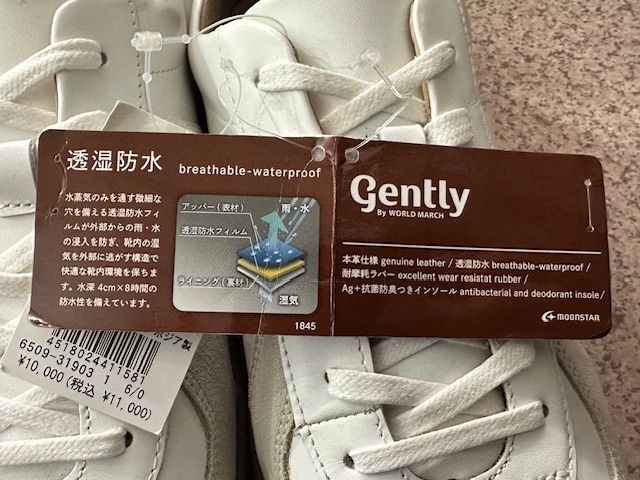 透湿防水 breathable-waterproof
水蒸気のみを通す微細な
穴を備える透湿防水フィ
ルムが外部からの雨・水
の浸入を防ぎ、靴内の湿
気を外部に逃がす構造で
快適な靴内環境を保ちま
す。水深 4cm×8時間の
防水性を備えています。
アッパー(表材)
雨・水
透湿防水フィルム
ライニング(裏材)
湿気
1845
Gently
By WORLD MARCH
本革仕様 genuine leather / 透湿防水 breathable-waterproof /
耐摩耗ラバー excellent wear resistat rubber /
Ag+抗菌防臭つきインソール antibacterial and deodorant insole/
MOONSTAR
ボジア製
4518024411581
6509-31903 1 6/0
¥10,000(税込 ¥11,000)